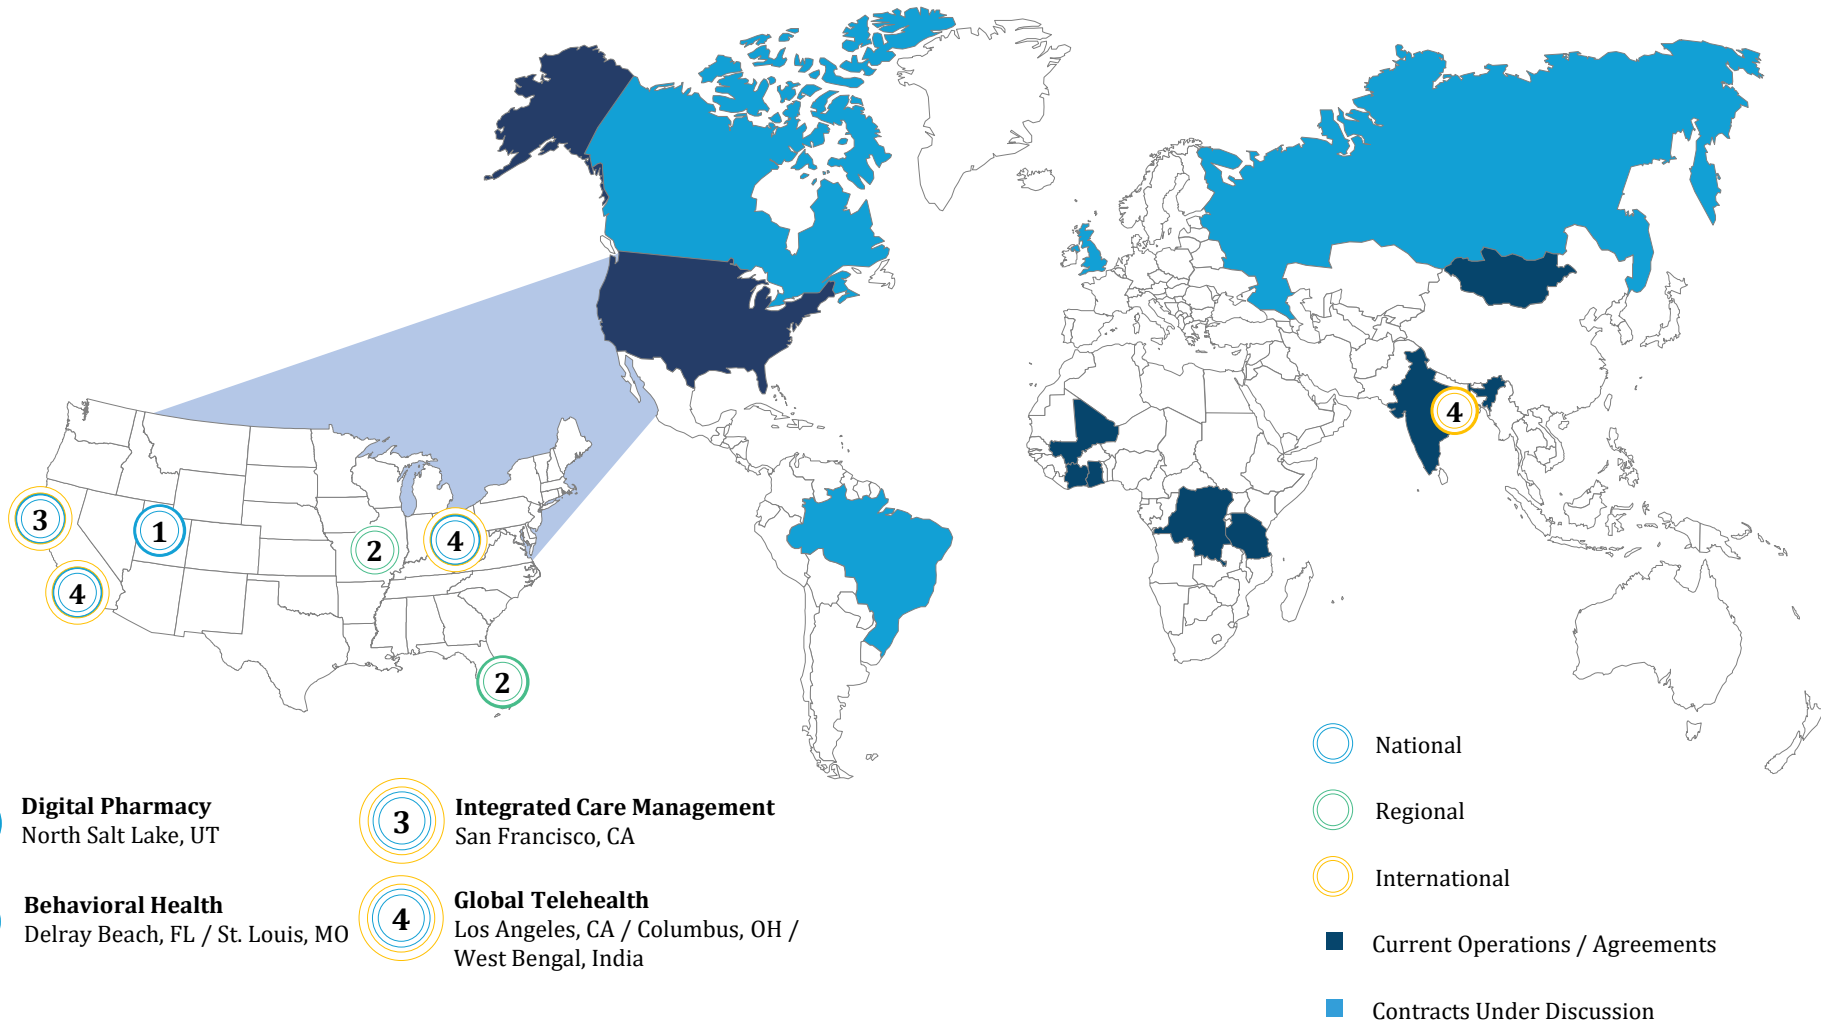 4
3
1
2
4
4
2
National
Regional
International
Current Operations / Agreements
Contracts Under Discussion
Digital Pharmacy
North Salt Lake, UT
Behavioral Health
Delray Beach, FL / St. Louis, MO
3
Integrated Care Management
San Francisco, CA
4
Global Telehealth
Los Angeles, CA / Columbus, OH /
West Bengal, India